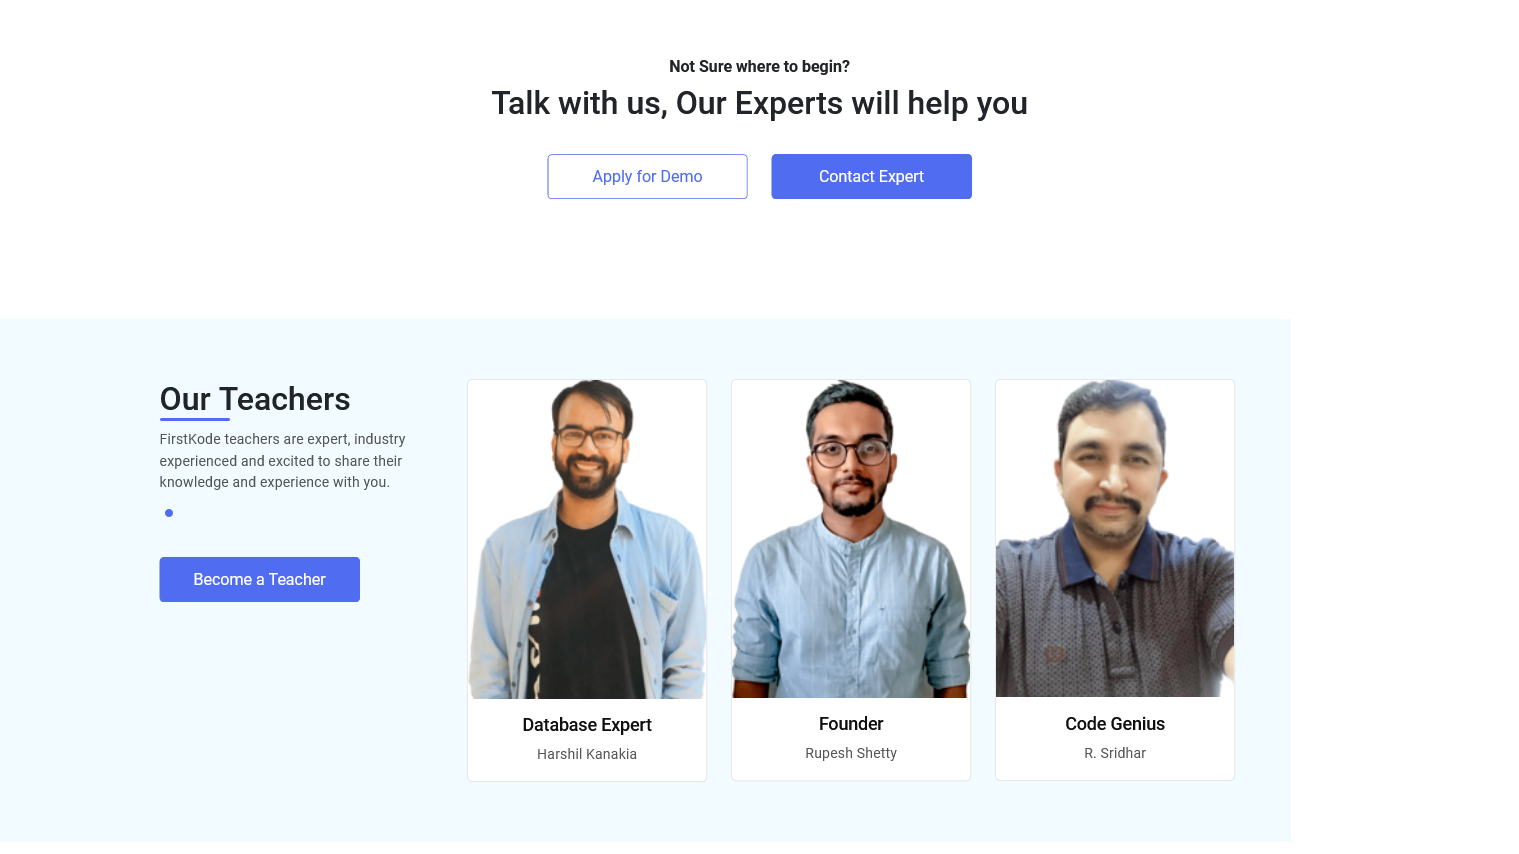 Not Sure where to begin?
Talk with us, Our Experts will help you
Apply for Demo
Contact Expert
Our Teachers
FirstKode teachers are expert, industry
experienced and excited to share their
knowledge and experience with you.
Become a Teacher
Database Expert
Harshil Kanakia
Founder
Rupesh Shetty
Code Genius
R. Sridhar